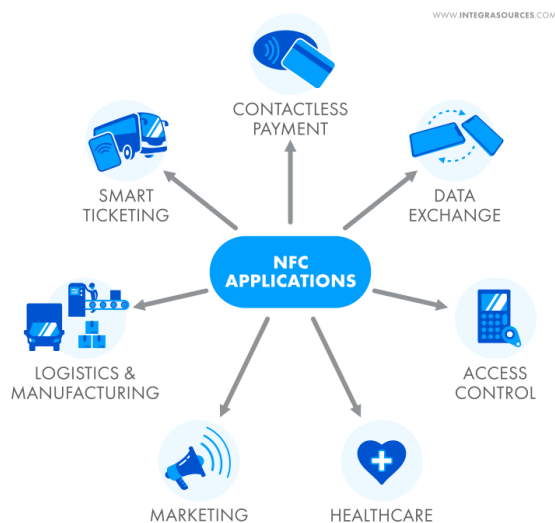 WWW.INTEGRASOURCES.COM
CONTACTLESS
PAYMENT
SMART
TICKETING
DATA
EXCHANGE
NFC
APPLICATIONS
LOGISTICS &
MANUFACTURING
ACCESS
CONTROL
MARKETING
HEALTHCARE